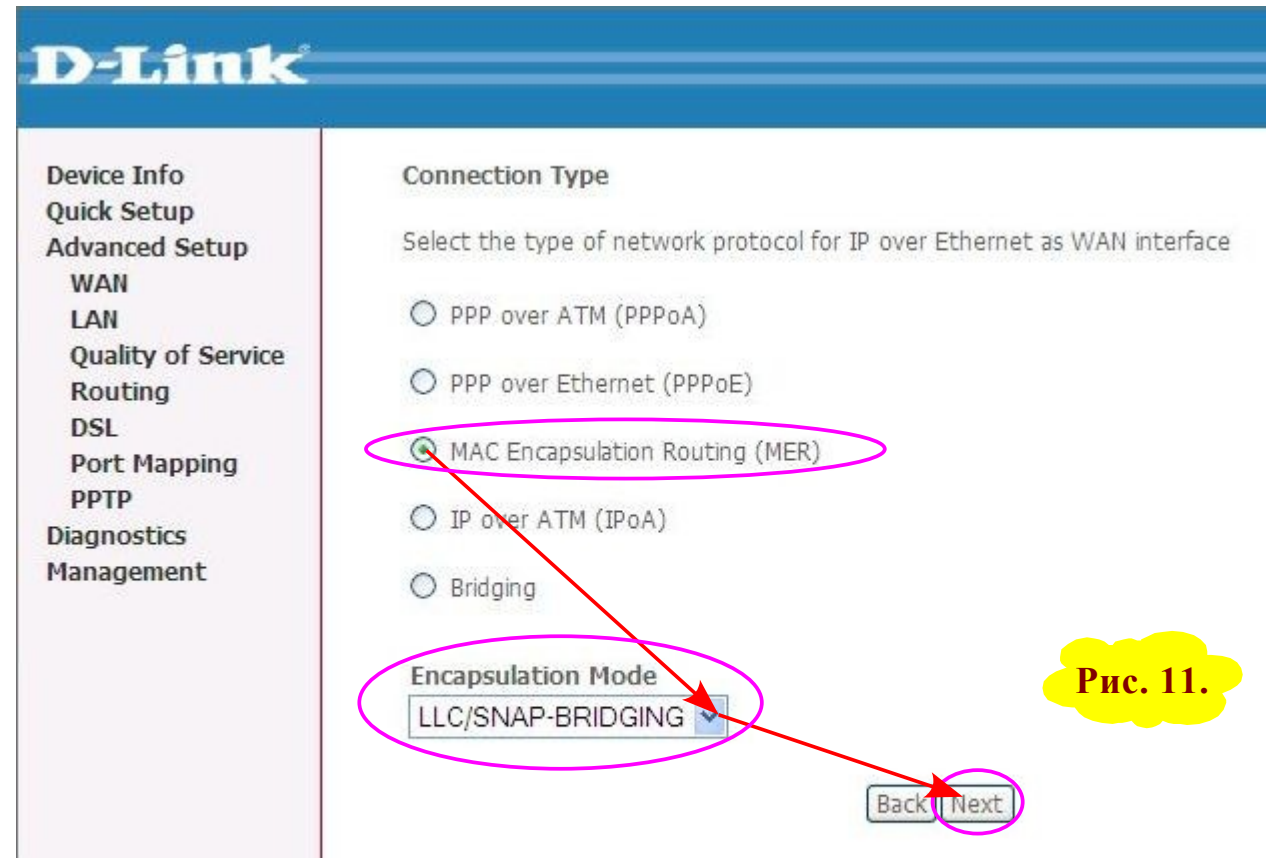 D-Link
Device Info
Quick Setup
Advanced Setup
WAN
LAN
Quality of Service
Routing
DSL
Port Mapping
PPTP
Diagnostics
Management
Connection Type
Select the type of network protocol for IP over Ethernet as WAN interface
PPP over ATM (PPPoA)
PPP over Ethernet (PPPoE)
MAC Encapsulation Routing (MER)
IP over ATM (IPoA)
Bridging
Encapsulation Mode
LLC/SNAP-BRIDGING
Рис. 11.
Back Next